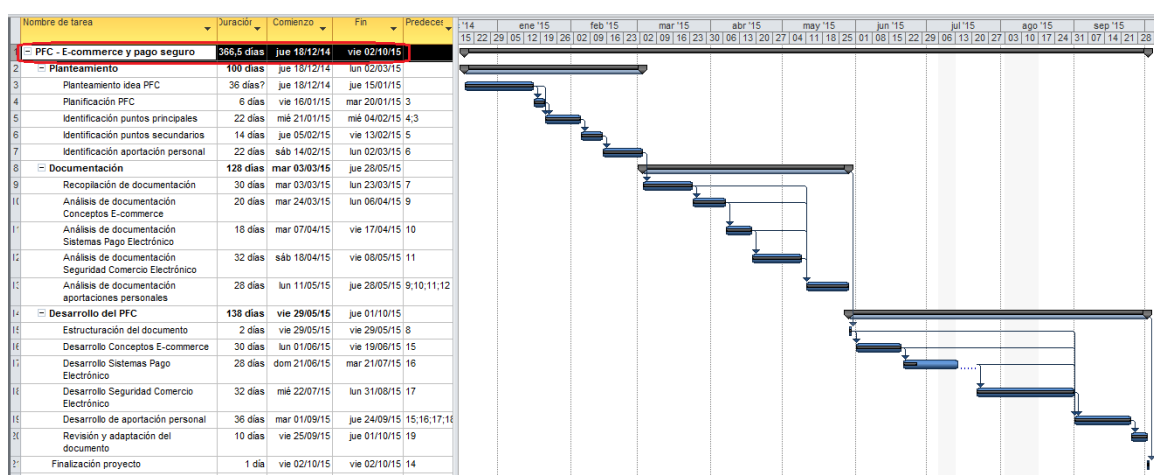 Nombre de tarea Duración Comienzo Fin Predeces
'14 ene '15 feb '15 mar '15 abr '15 may '15 jun '15 jul '15 ago '15 sep '15
15 22 29 05 12 19 26 02 09 16 23 02 09 16 23 30 06 13 20 27 04 11 18 25 01 08 15 22 29 06 13 20 27 03 10 17 24 31 07 14 21 28
1 PFC - E-commerce y pago seguro 366,5 días jue 18/12/14 vie 02/10/15
2 Planteamiento 100 días jue 18/12/14 lun 02/03/15
3 Planteamiento idea PFC 36 días? jue 18/12/14 jue 15/01/15
4 Planificación PFC 6 días vie 16/01/15 mar 20/01/15 3
5 Identificación puntos principales 22 días mié 21/01/15 mié 04/02/15 4;3
6 Identificación puntos secundarios 14 días jue 05/02/15 vie 13/02/15 5
7 Identificación aportación personal 22 días sáb 14/02/15 lun 02/03/15 6
8 Documentación 128 días mar 03/03/15 jue 28/05/15
9 Recopilación de documentación 30 días mar 03/03/15 lun 23/03/15 7
10 Análisis de documentación 20 días mar 24/03/15 lun 06/04/15 9
Conceptos E-commerce
11 Análisis de documentación 18 días mar 07/04/15 vie 17/04/15 10
Sistemas Pago Electrónico
12 Análisis de documentación 32 días sáb 18/04/15 vie 08/05/15 11
Seguridad Comercio Electrónico
13 Análisis de documentación 28 días lun 11/05/15 jue 28/05/15 9;10;11;12
aportaciones personales
14 Desarrollo del PFC 138 días vie 29/05/15 jue 01/10/15
15 Estructuración del documento 2 días vie 29/05/15 vie 29/05/15 8
16 Desarrollo Conceptos E-commerce 30 días lun 01/06/15 vie 19/06/15 15
17 Desarrollo Sistemas Pago 28 días dom 21/06/15 mar 21/07/15 16
Electrónico
18 Desarrollo Seguridad Comercio 32 días mié 22/07/15 lun 31/08/15 17
Electrónico
19 Desarrollo de aportación personal 36 días mar 01/09/15 jue 24/09/15 15;16;17;18
20 Revisión y adaptación del 10 días vie 25/09/15 jue 01/10/15 19
documento
21 Finalización proyecto 1 día vie 02/10/15 vie 02/10/15 14